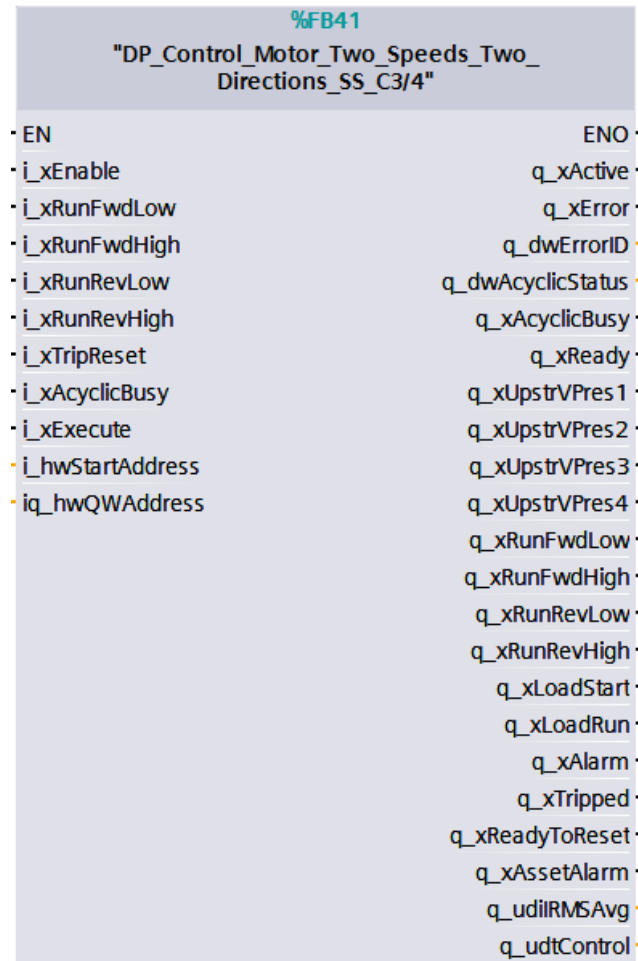 %FB41
"DP_Control_Motor_Two_Speeds_Two_
Directions_SS_C3/4"
EN ENO
i_xEnable q_xActive
i_xRunFwdLow q_xError
i_xRunFwdHigh q_dwErrorID
i_xRunRevLow q_dwAcyclicStatus
i_xRunRevHigh q_xAcyclicBusy
i_xTripReset q_xReady
i_xAcyclicBusy q_xUpstrVPres1
i_xExecute q_xUpstrVPres2
i_hwStartAddress q_xUpstrVPres3
iq_hwQWAddress q_xUpstrVPres4
q_xRunFwdLow
q_xRunFwdHigh
q_xRunRevLow
q_xRunRevHigh
q_xLoadStart
q_xLoadRun
q_xAlarm
q_xTripped
q_xReadyToReset
q_xAssetAlarm
q_udiIRMSAvg
q_udtControl